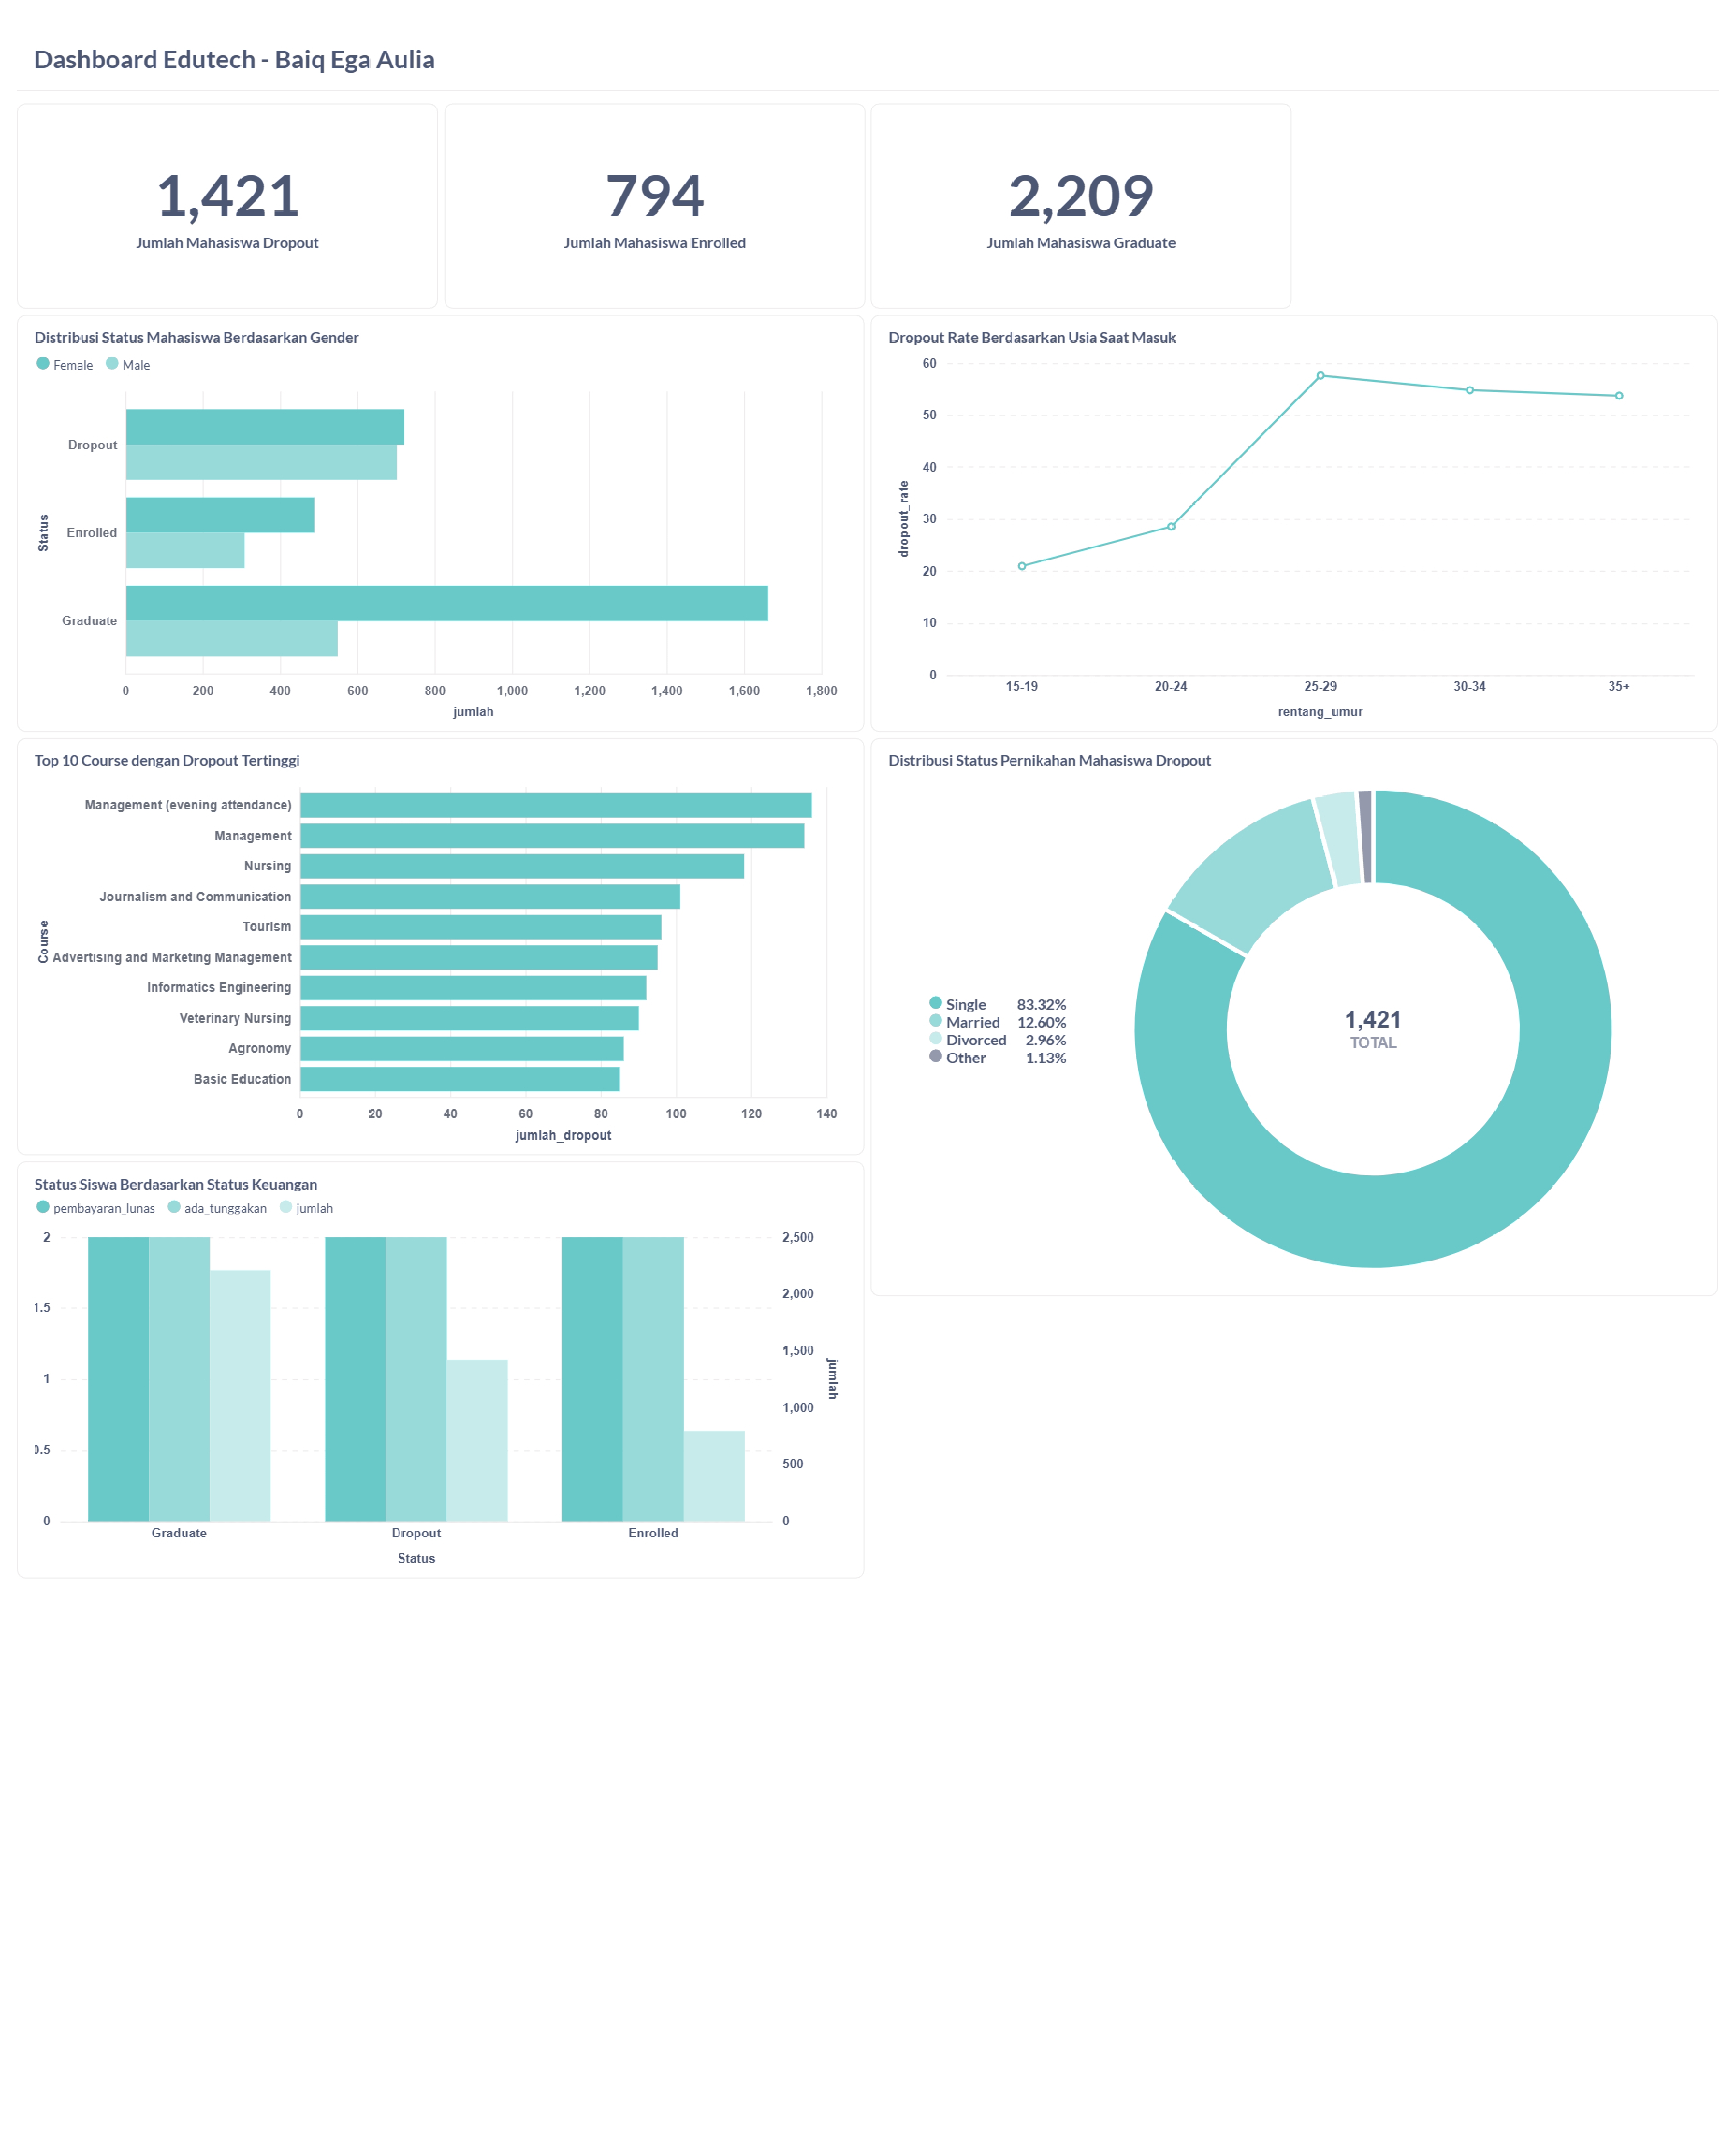 Dashboard Edutech - Baiq Ega Aulia
1,421
Jumlah Mahasiswa Dropout
794
Jumlah Mahasiswa Enrolled
2,209
Jumlah Mahasiswa Graduate
Distribusi Status Mahasiswa Berdasarkan Gender
Female Male
Status
Dropout
Enrolled
Graduate
0 200 400 600 800 1,000 1,200 1,400 1,600 1,800
jumlah
Dropout Rate Berdasarkan Usia Saat Masuk
dropout_rate
60
50
40
30
20
10
0
15-19 20-24 25-29 30-34 35+
rentang_umur
Top 10 Course dengan Dropout Tertinggi
Course
Management (evening attendance)
Management
Nursing
Journalism and Communication
Tourism
Advertising and Marketing Management
Informatics Engineering
Veterinary Nursing
Agronomy
Basic Education
0 20 40 60 80 100 120 140
jumlah_dropout
Distribusi Status Pernikahan Mahasiswa Dropout
Single 83.32%
Married 12.60%
Divorced 2.96%
Other 1.13%
1,421
TOTAL
Status Siswa Berdasarkan Status Keuangan
pembayaran_lunas ada_tunggakan jumlah
2
1.5
1
0.5
0
2,500
2,000
1,500
1,000
500
0
jumlah
Graduate Dropout Enrolled
Status